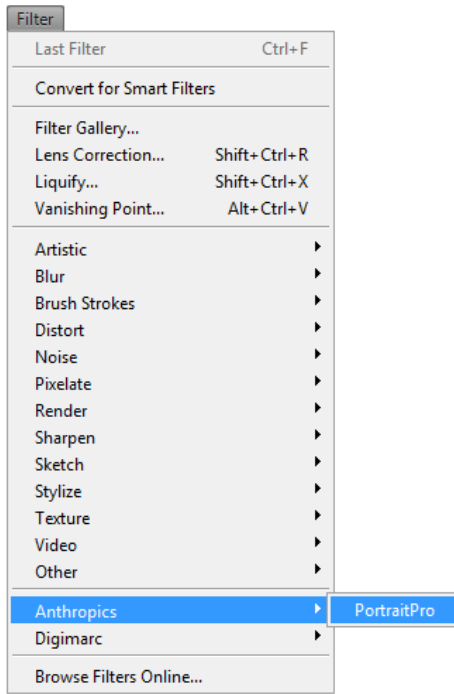 Filter
Last Filter Ctrl+F
Convert for Smart Filters
Filter Gallery...
Lens Correction... Shift+Ctrl+R
Liquify... Shift+Ctrl+X
Vanishing Point... Alt+Ctrl+V
Artistic
Blur
Brush Strokes
Distort
Noise
Pixelate
Render
Sharpen
Sketch
Stylize
Texture
Video
Other
Anthropics PortraitPro
Digimarc
Browse Filters Online...